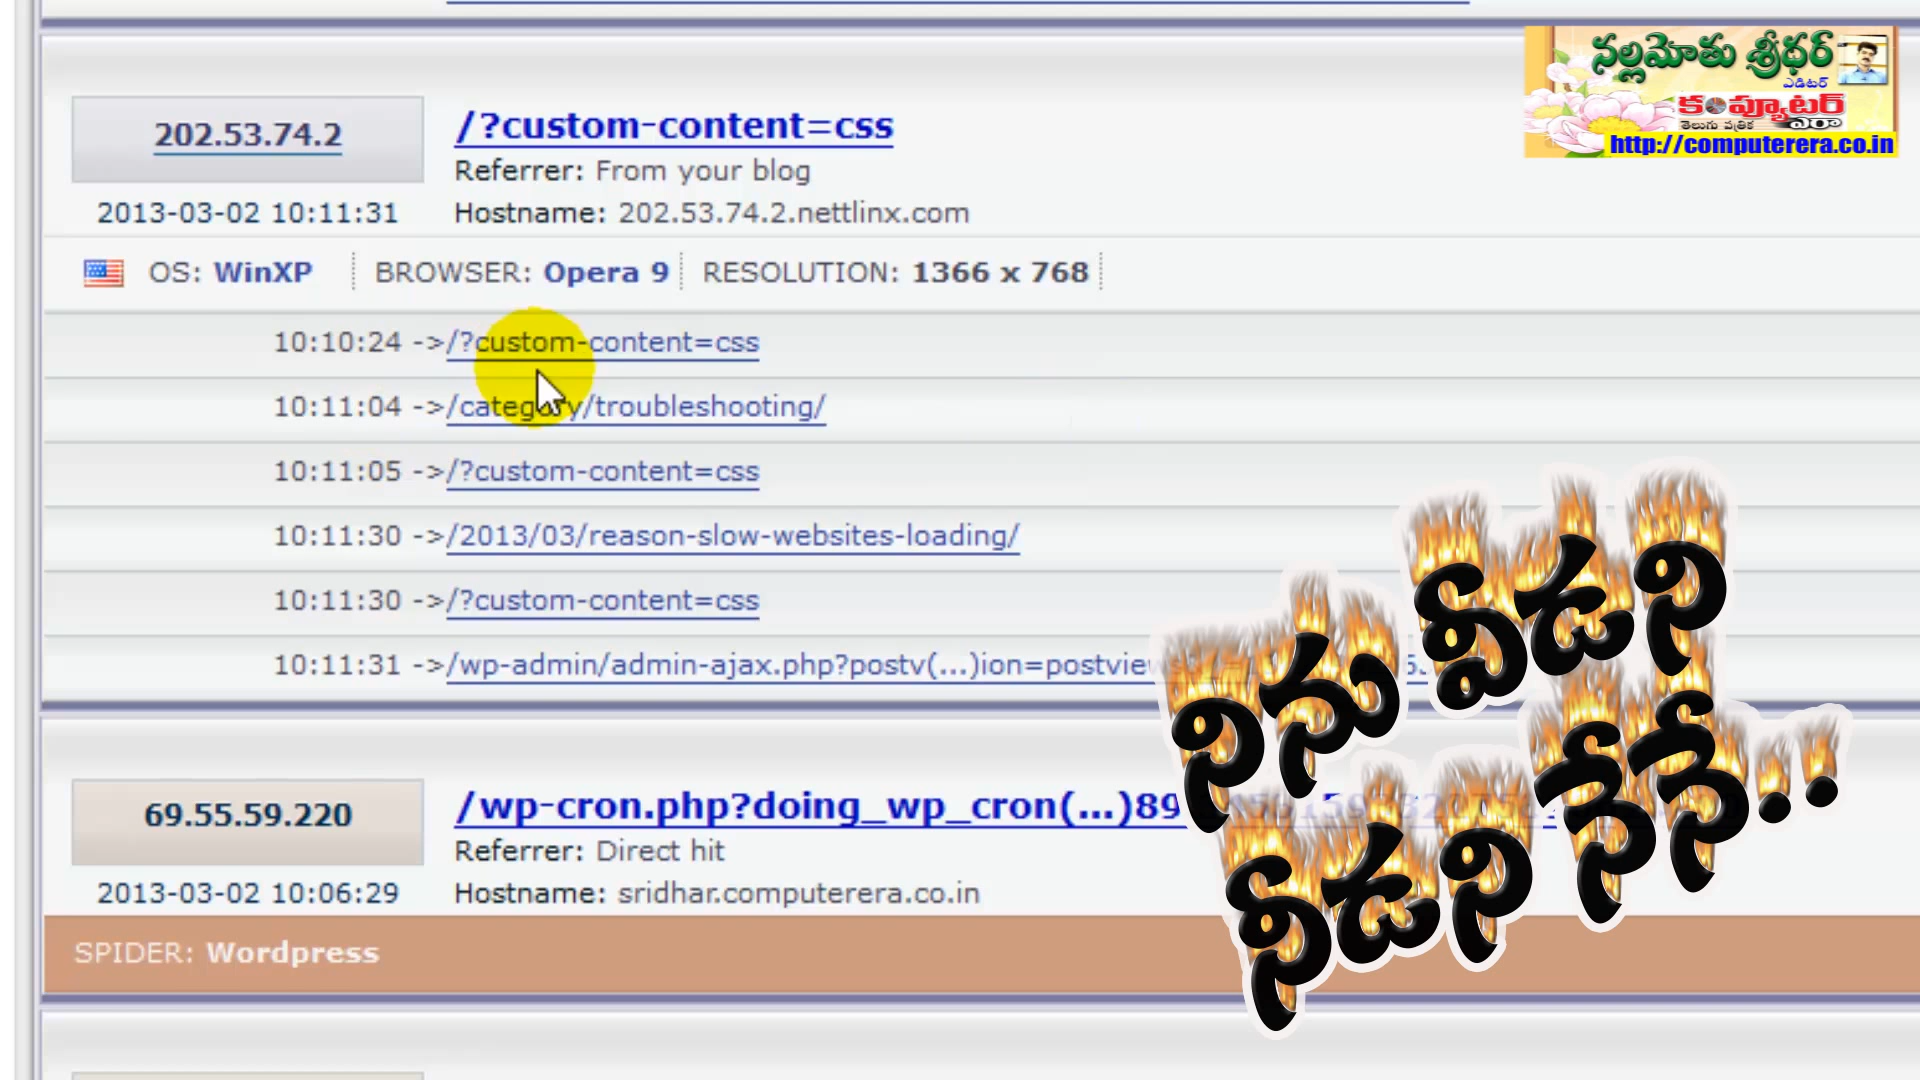 నల్లమోతు శ్రీధర్
ఎడిటర్
కంప్యూటర్
తెలుగు పత్రిక ఎరా
http://computerera.co.in
202.53.74.2
/?custom-content=css
Referrer: From your blog
2013-03-02 10:11:31
Hostname: 202.53.74.2.nettlinx.com
OS: WinXP
BROWSER: Opera 9
RESOLUTION: 1366 x 768
10:10:24 ->/?custom-content=css
10:11:04 ->/category/troubleshooting/
10:11:05 ->/?custom-content=css
10:11:30 ->/2013/03/reason-slow-websites-loading/
10:11:30 ->/?custom-content=css
10:11:31 ->/wp-admin/admin-ajax.php?postv(...)ion=postviews
నిను వీడని
నీడని నేనే..
69.55.59.220
/wp-cron.php?doing_wp_cron(...)89
Referrer: Direct hit
2013-03-02 10:06:29
Hostname: sridhar.computerera.co.in
SPIDER: Wordpress